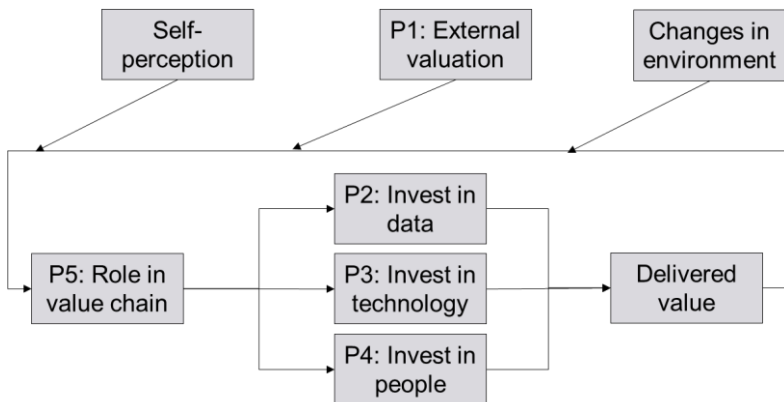 Self-
perception
P1: External
valuation
Changes in
environment
P2: Invest in
data
P5: Role in
value chain
P3: Invest in
technology
Delivered
value
P4: Invest in
people